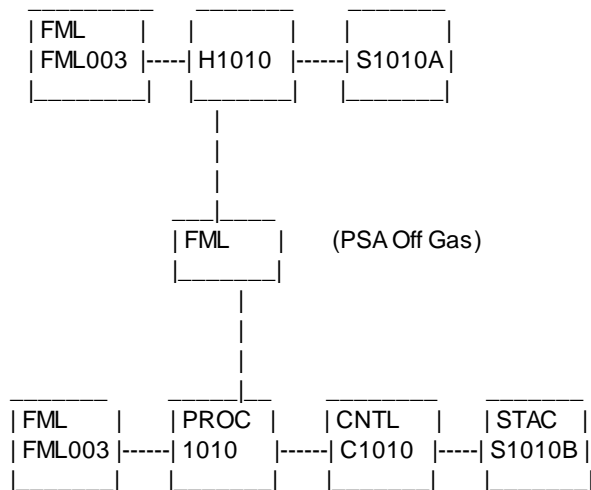 FML
FML003 H1010 S1010A
FML (PSA Off Gas)
FML PROC CNTL STAC
FML003 1010 C1010 S1010B